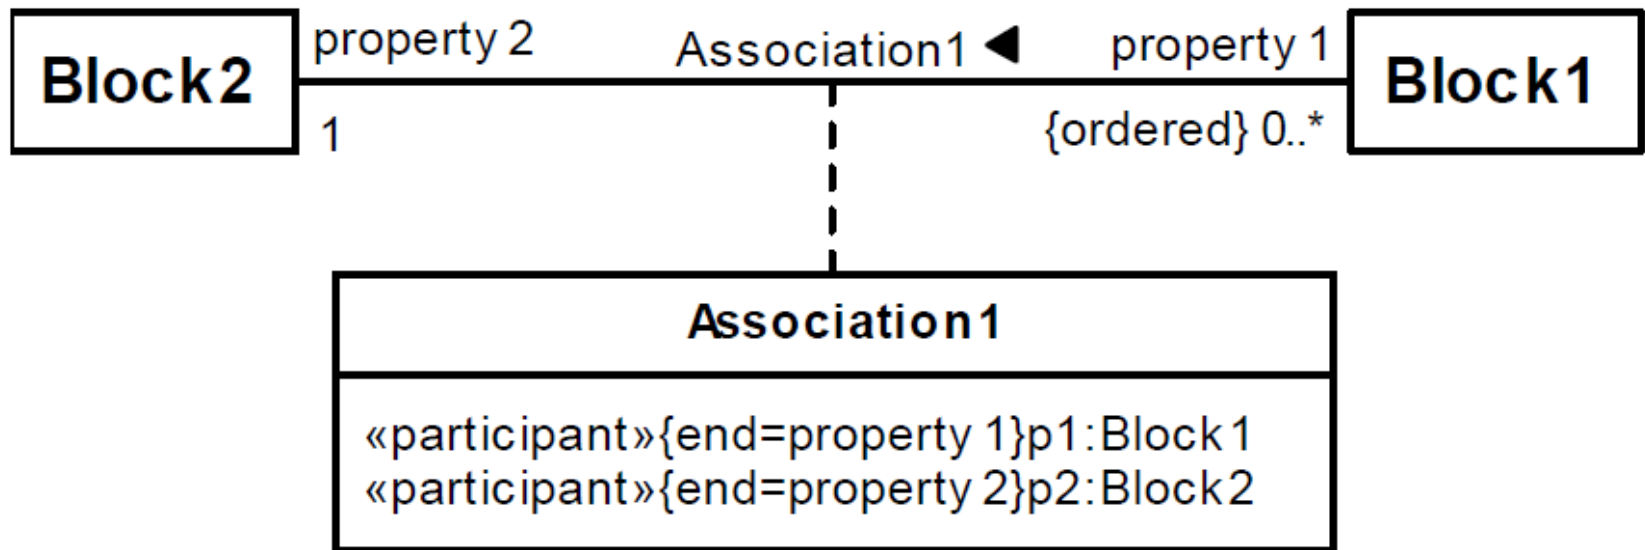 Block2
property 2
Association1
property 1
Block1
1
{ordered} 0..*
Association1
«participant»{end=property 1}p1:Block1
«participant»{end=property 2}p2:Block2